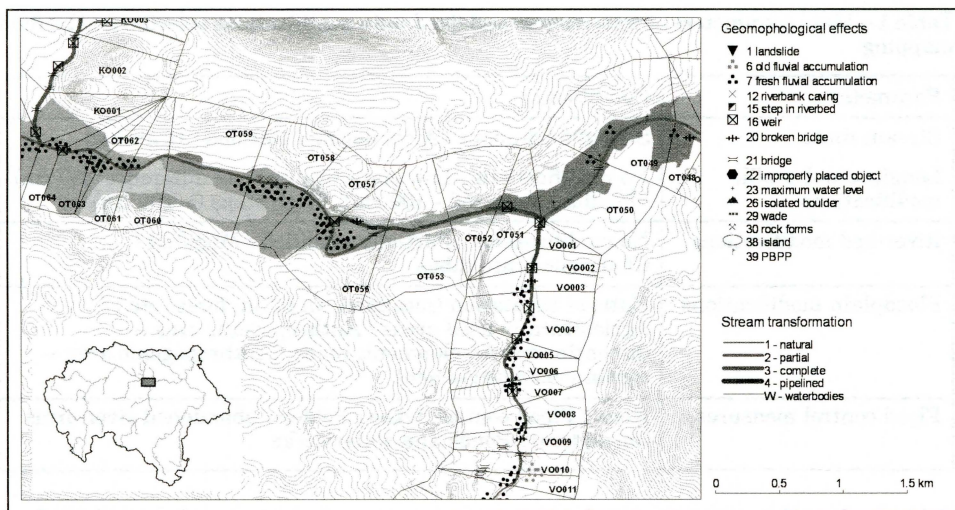 KO003
KO002
KO001
OT062
OT059
OT058
OT057
OT064
OT063
OT061
OT060
OT056
OT053
OT052
OT051
OT050
OT049
OT048
VO001
VO002
VO003
VO004
VO005
VO006
VO007
VO008
VO009
VO010
VO011
Geomophological effects
1 landslide
6 old fluvial accumulation
7 fresh fluvial accumulation
12 riverbank caving
15 step in riverbed
16 weir
20 broken bridge
21 bridge
22 improperly placed object
23 maximum water level
26 isolated boulder
29 wade
30 rock forms
38 island
39 PBPP
Stream transformation
1 - natural
2 - partial
3 - complete
4 - pipelined
W - waterbodies
0 0.5 1 1.5 km